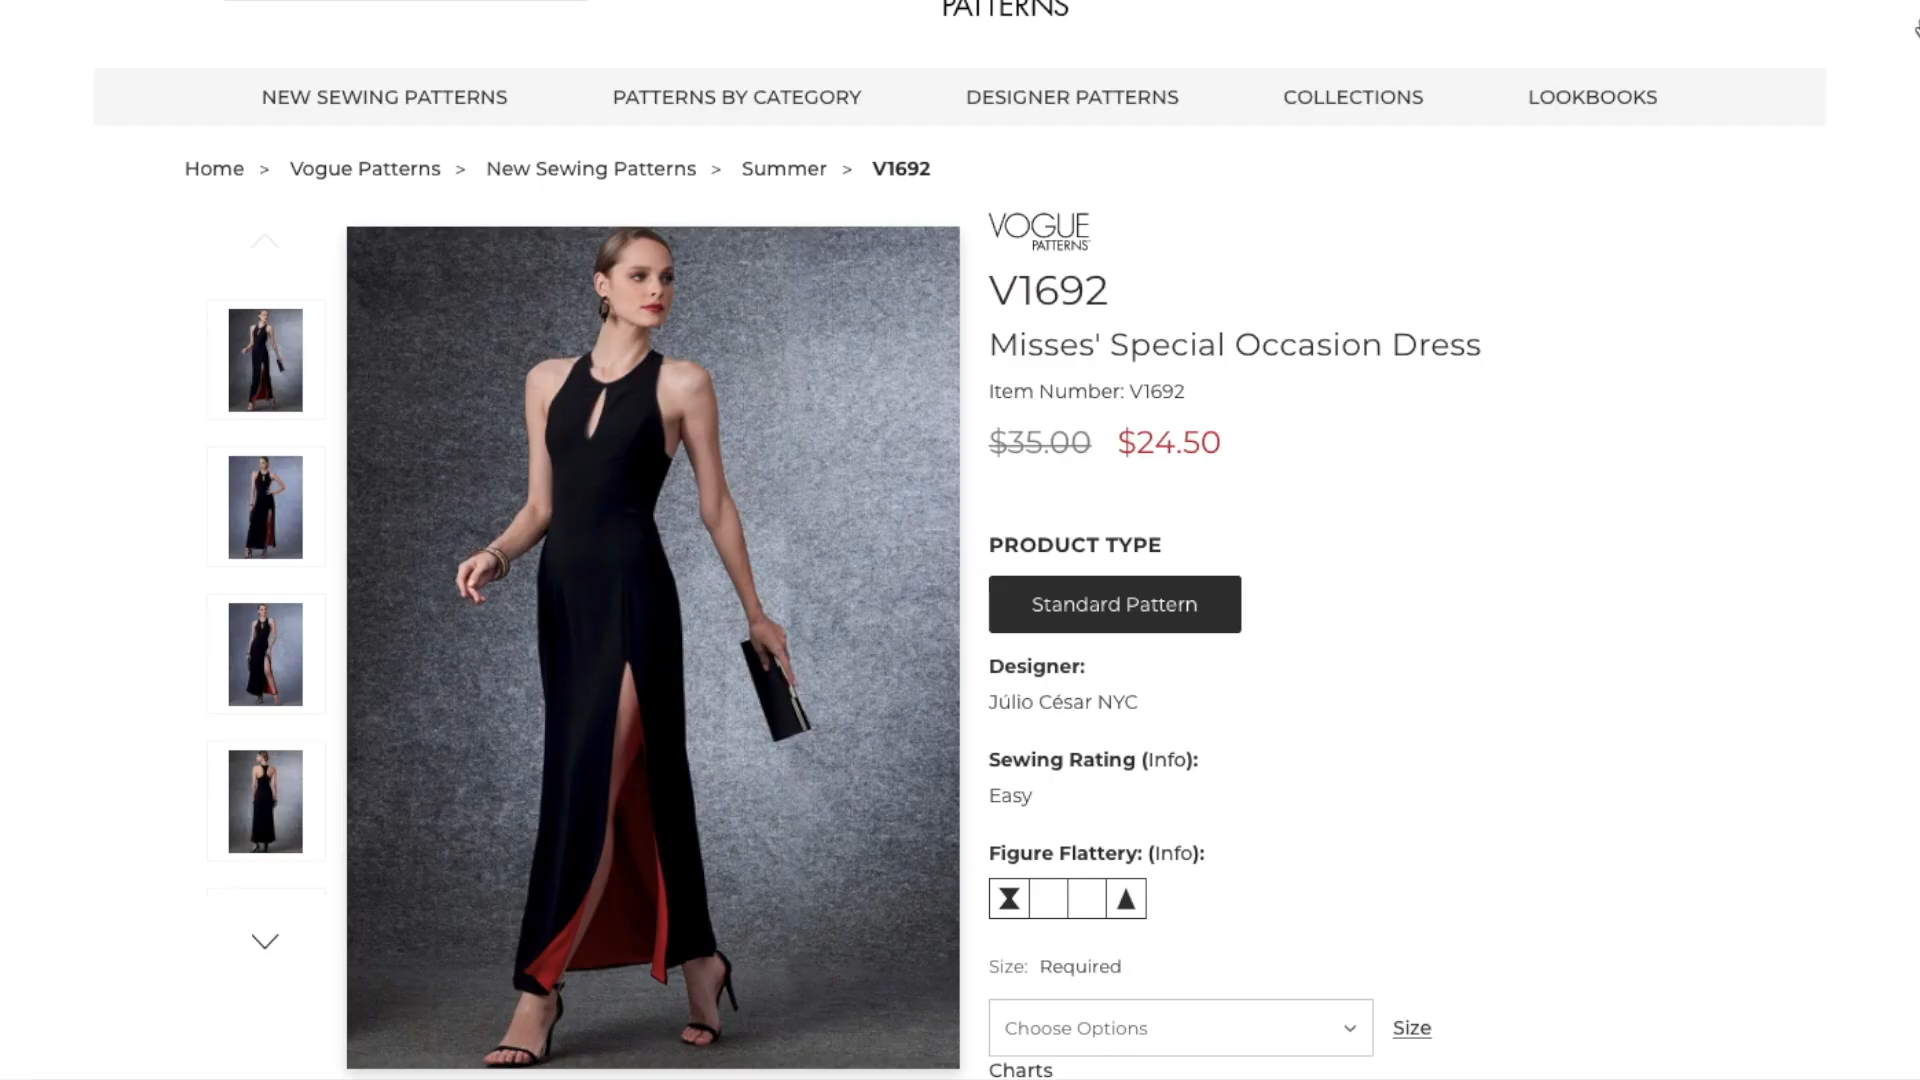 PATTERNS
NEW SEWING PATTERNS PATTERNS BY CATEGORY DESIGNER PATTERNS COLLECTIONS LOOKBOOKS
Home > Vogue Patterns > New Sewing Patterns > Summer > V1692
VOGUE
PATTERNS
V1692
Misses' Special Occasion Dress
Item Number: V1692
$35.00 $24.50
PRODUCT TYPE
Standard Pattern
Designer:
Júlio César NYC
Sewing Rating (Info):
Easy
Figure Flattery: (Info):
Size: Required
Choose Options Size
Charts